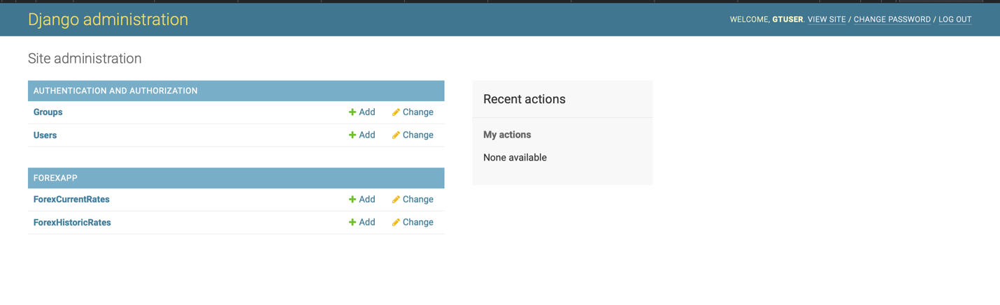 Django administration
WELCOME, GTUSER. VIEW SITE / CHANGE PASSWORD / LOG OUT
Site administration
AUTHENTICATION AND AUTHORIZATION
Groups Add Change
Users Add Change
FOREXAPP
ForexCurrentRates Add Change
ForexHistoricRates Add Change
Recent actions
My actions
None available